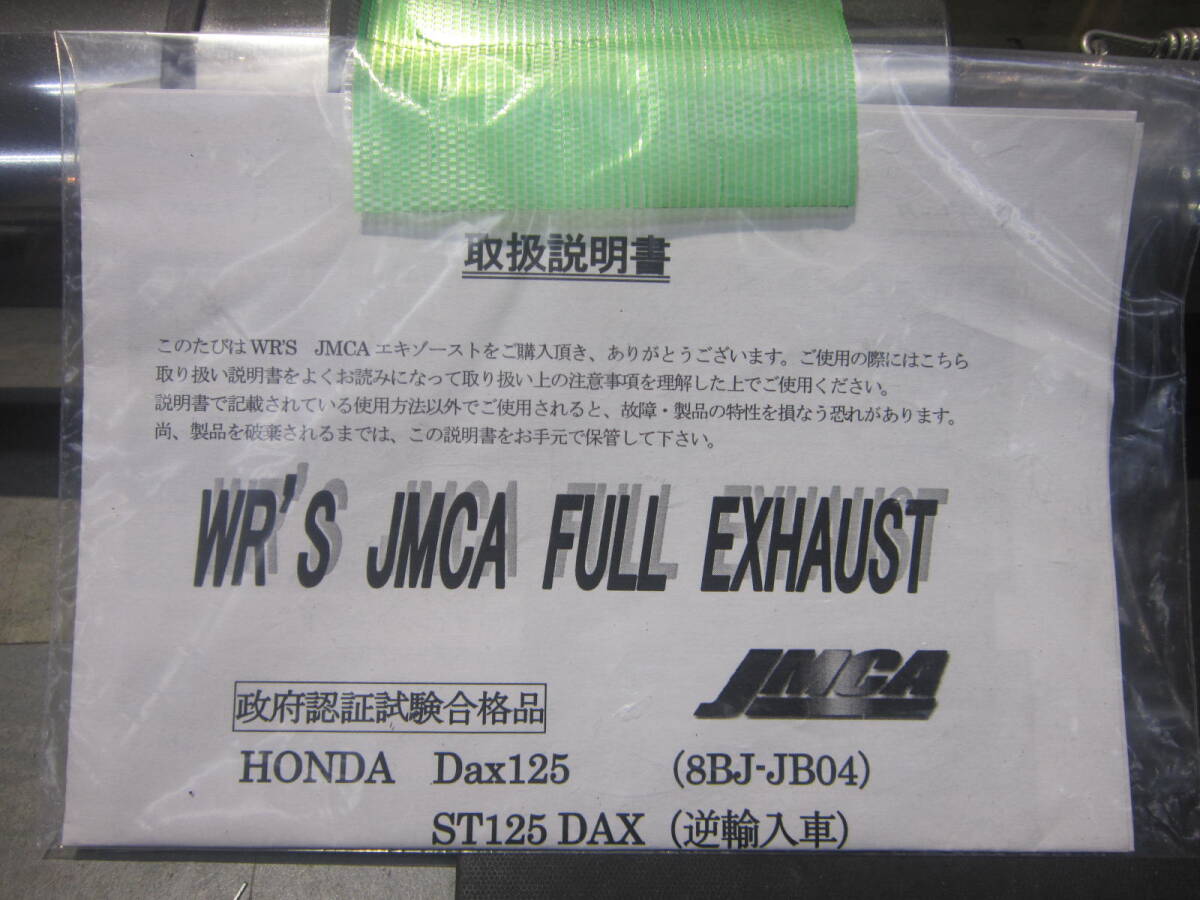 取扱説明書
このたびはWR'S JMCAエキゾーストをご購入頂き、ありがとうございます。ご使用の際にはこちら
取り扱い説明書をよくお読みになって取り扱い上の注意事項を理解した上でご使用ください。
説明書で記載されている使用方法以外でご使用されると、故障・製品の特性を損なう恐れがあります。
尚、製品を破棄されるまでは、この説明書をお手元で保管して下さい。
WR'S JMCA FULL EXHAUST
JMCA
政府認証試験合格品
HONDA Dax125 (8BJ-JB04)
ST125 DAX (逆輸入車)